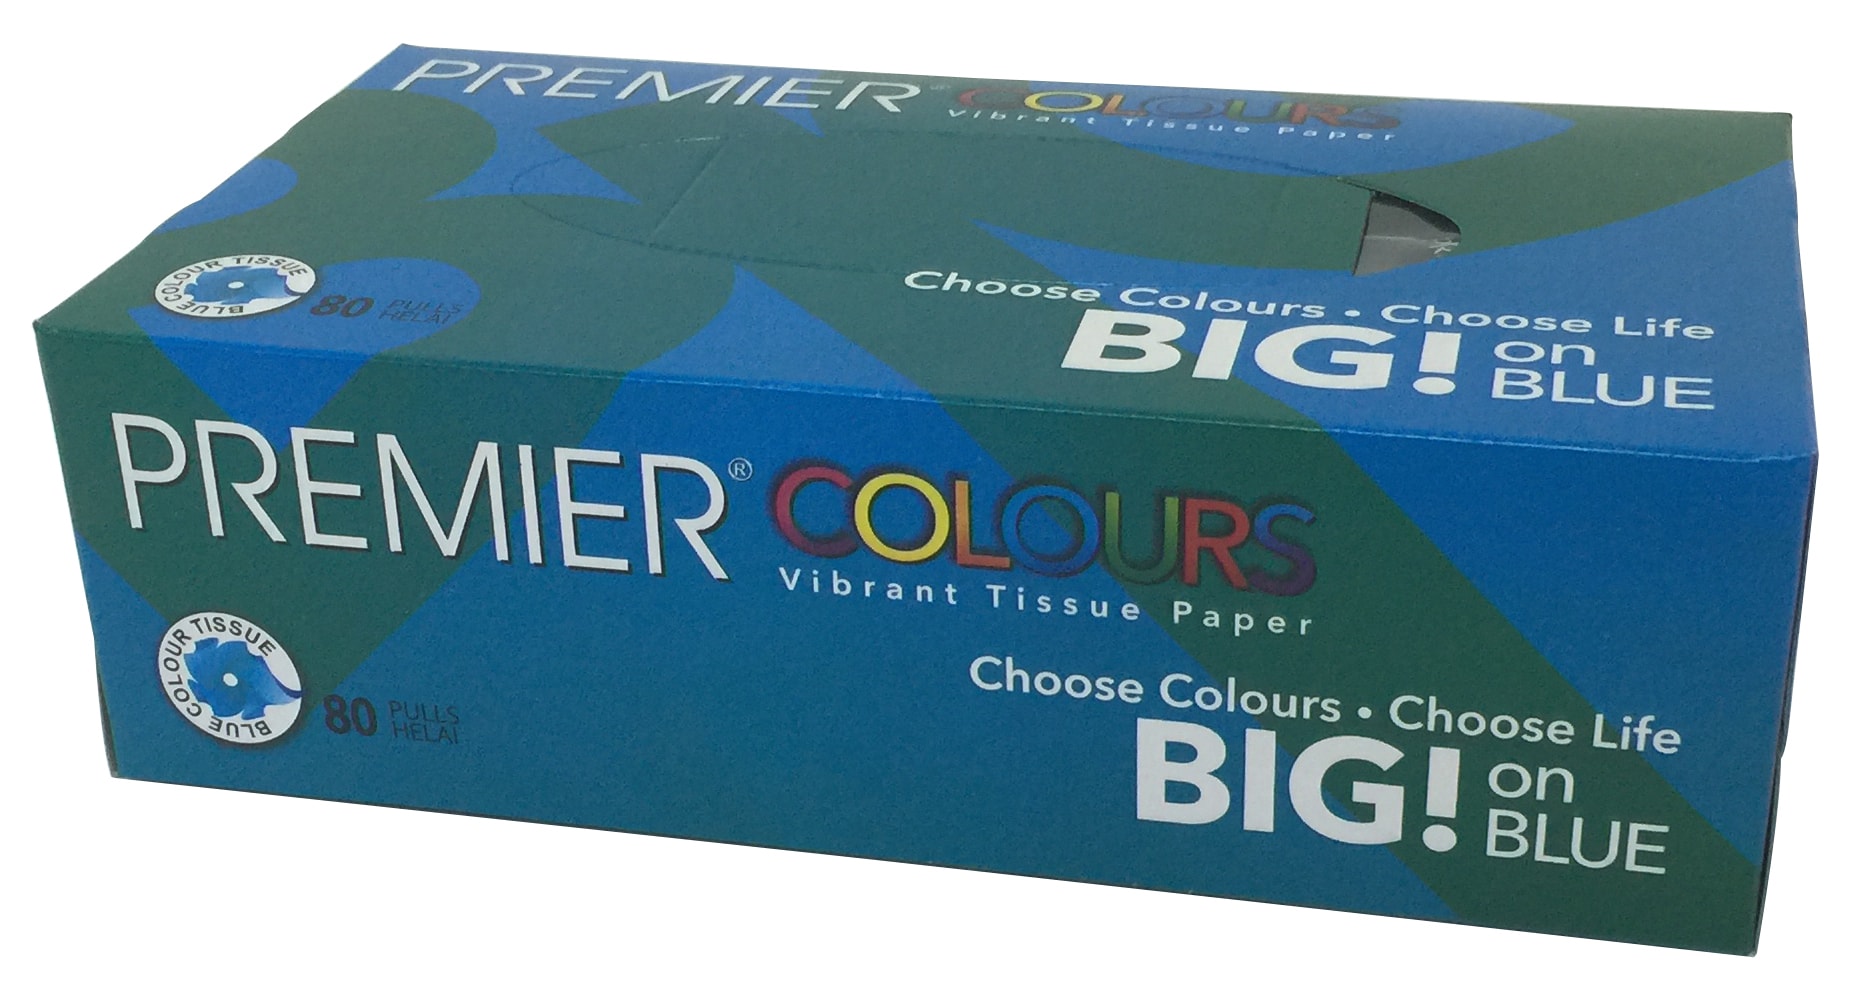 PREMIER® COLOURS
Vibrant Tissue Paper
Choose Colours • Choose Life
BIG! on
BLUE
BLUE COLOUR TISSUE
80 PULLS
HELAI
PREMIER® COLOURS
Vibrant Tissue Paper
Choose Colours • Choose Life
BIG! on
BLUE
BLUE COLOUR TISSUE
80 PULLS
HELAI